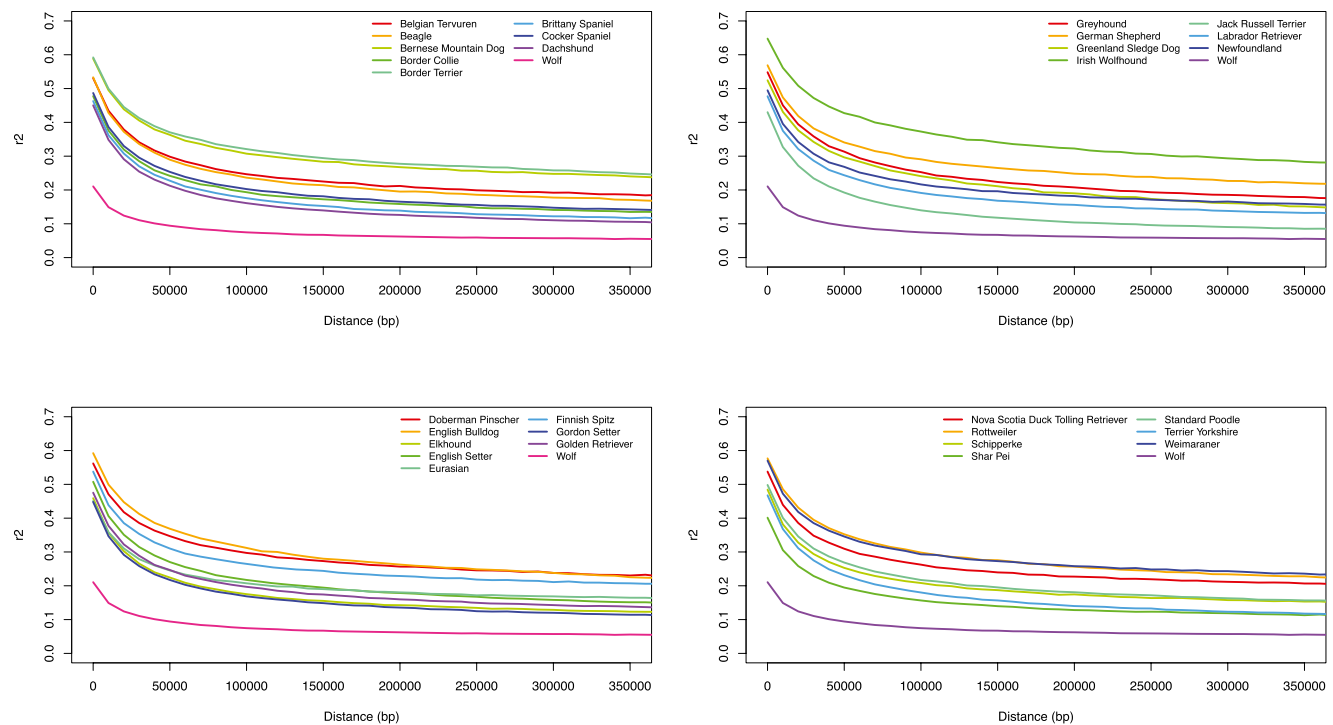 0.0 0.1 0.2 0.3 0.4 0.5 0.6 0.7
r2
Belgian Tervuren
Beagle
Bernese Mountain Dog
Border Collie
Border Terrier
Brittany Spaniel
Cocker Spaniel
Dachshund
Wolf
0 50000 100000 150000 200000 250000 300000 350000
Distance (bp)
0.0 0.1 0.2 0.3 0.4 0.5 0.6 0.7
r2
Greyhound
German Shepherd
Greenland Sledge Dog
Irish Wolfhound
Jack Russell Terrier
Labrador Retriever
Newfoundland
Wolf
0 50000 100000 150000 200000 250000 300000 350000
Distance (bp)
0.0 0.1 0.2 0.3 0.4 0.5 0.6 0.7
r2
Doberman Pinscher
English Bulldog
Elkhound
English Setter
Eurasian
Finnish Spitz
Gordon Setter
Golden Retriever
Wolf
0 50000 100000 150000 200000 250000 300000 350000
Distance (bp)
0.0 0.1 0.2 0.3 0.4 0.5 0.6 0.7
r2
Nova Scotia Duck Tolling Retriever
Rottweiler
Schipperke
Shar Pei
Standard Poodle
Terrier Yorkshire
Weimaraner
Wolf
0 50000 100000 150000 200000 250000 300000 350000
Distance (bp)